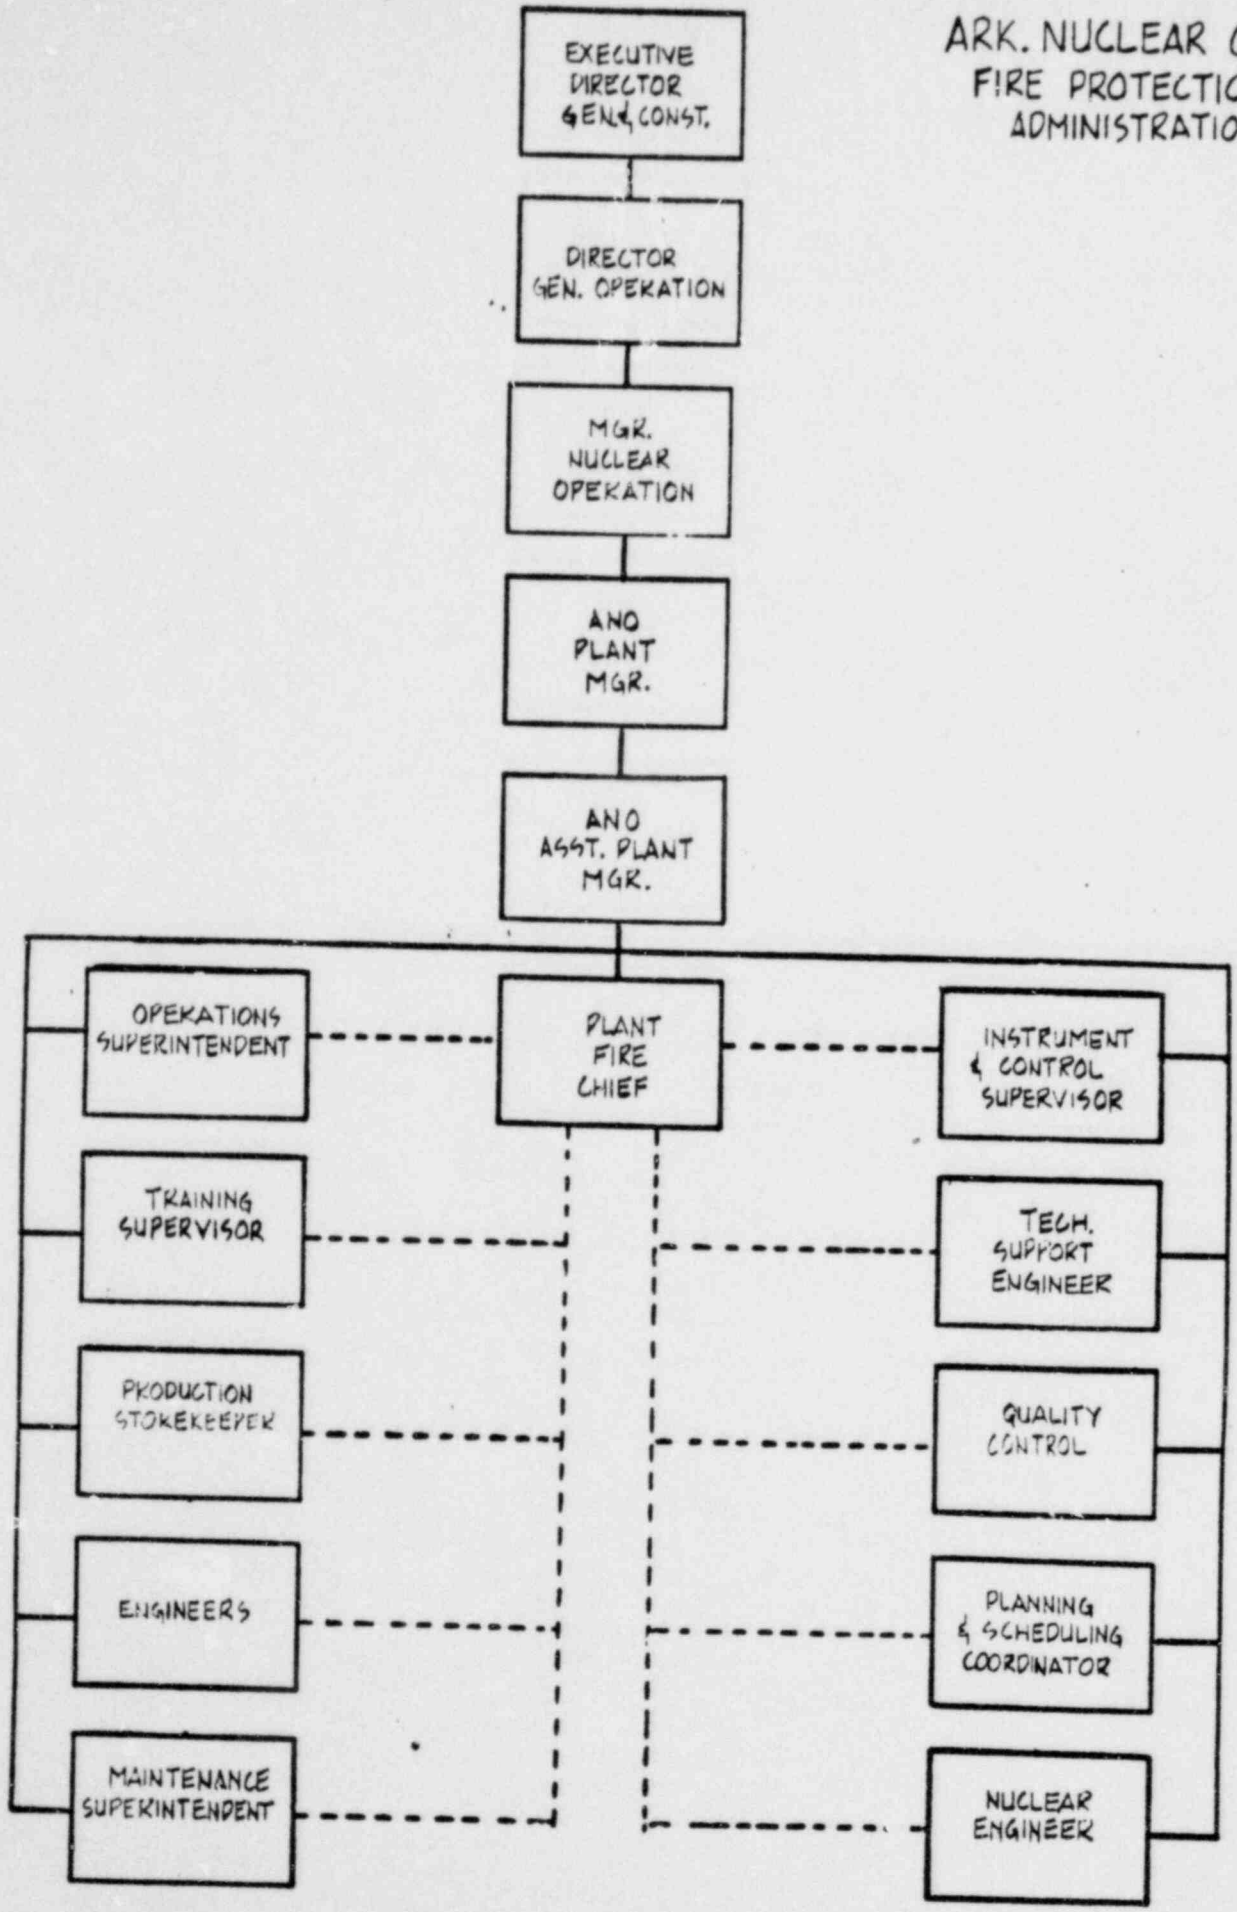 ARK. NUCLEAR
FIRE PROTECTIO
ADMINISTRATIO
EXECUTIVE
DIRECTOR
GEN. & CONST.
DIRECTOR
GEN. OPERATION
MGR.
NUCLEAR
OPERATION
ANO
PLANT
MGR.
ANO
ASST. PLANT
MGR.
PLANT
FIRE
CHIEF
OPERATIONS
SUPERINTENDENT
TRAINING
SUPERVISOR
PRODUCTION
STOREKEEPER
ENGINEERS
MAINTENANCE
SUPERINTENDENT
INSTRUMENT
& CONTROL
SUPERVISOR
TECH.
SUPPORT
ENGINEER
QUALITY
CONTROL
PLANNING
& SCHEDULING
COORDINATOR
NUCLEAR
ENGINEER